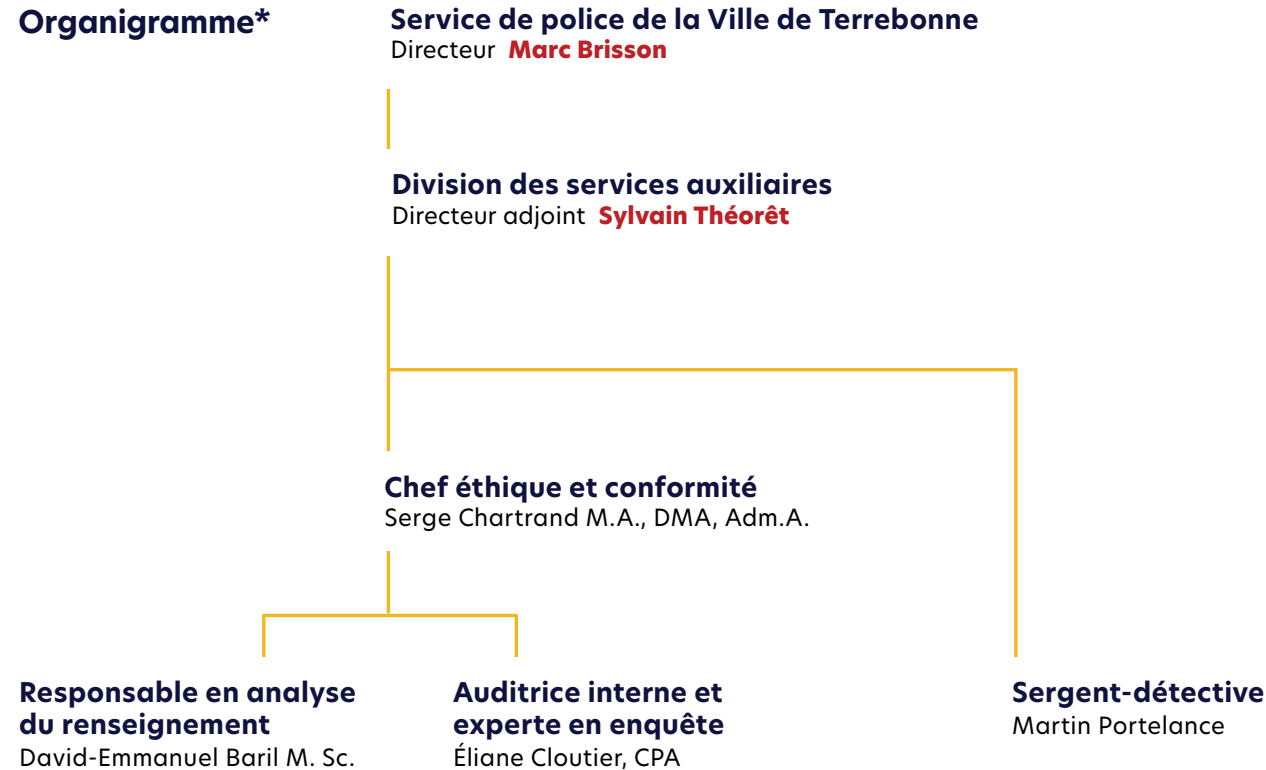 Organigramme*
Service de police de la Ville de Terrebonne
Directeur Marc Brisson
Division des services auxiliaires
Directeur adjoint Sylvain Théorêt
Chef éthique et conformité
Serge Chartrand M.A., DMA, Adm.A.
Responsable en analyse
du renseignement
David-Emmanuel Baril M. Sc.
Auditrice interne et
experte en enquête
Éliane Cloutier, CPA
Sergent-détective
Martin Portelance